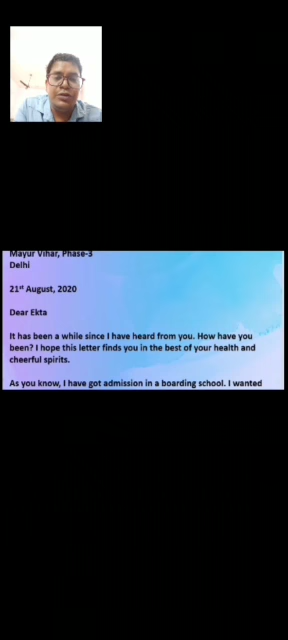 Mayur Vihar, Phase-3
Delhi
21st August, 2020
Dear Ekta
It has been a while since I have heard from you. How have you
been? I hope this letter finds you in the best of your health and
cheerful spirits.
As you know, I have got admission in a boarding school. I wanted